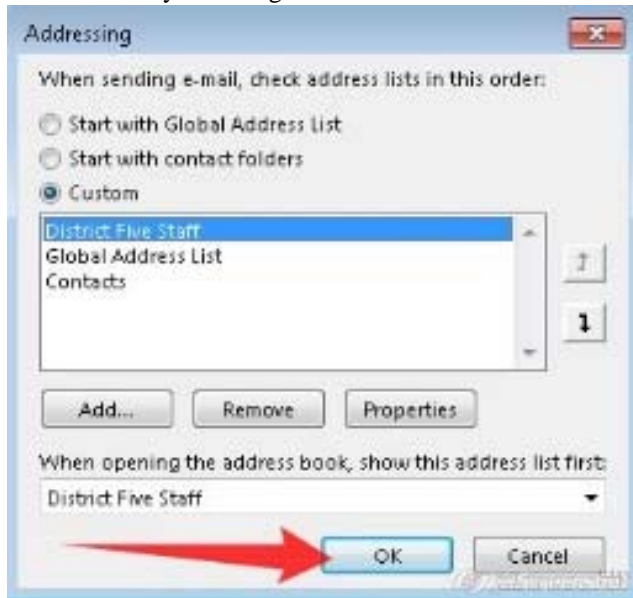 Addressing
When sending e-mail, check address lists in this order:
Start with Global Address List
Start with contact folders
Custom
District Five Staff
Global Address List
Contacts
Add...
Remove
Properties
When opening the address book, show this address list first:
District Five Staff
OK
Cancel